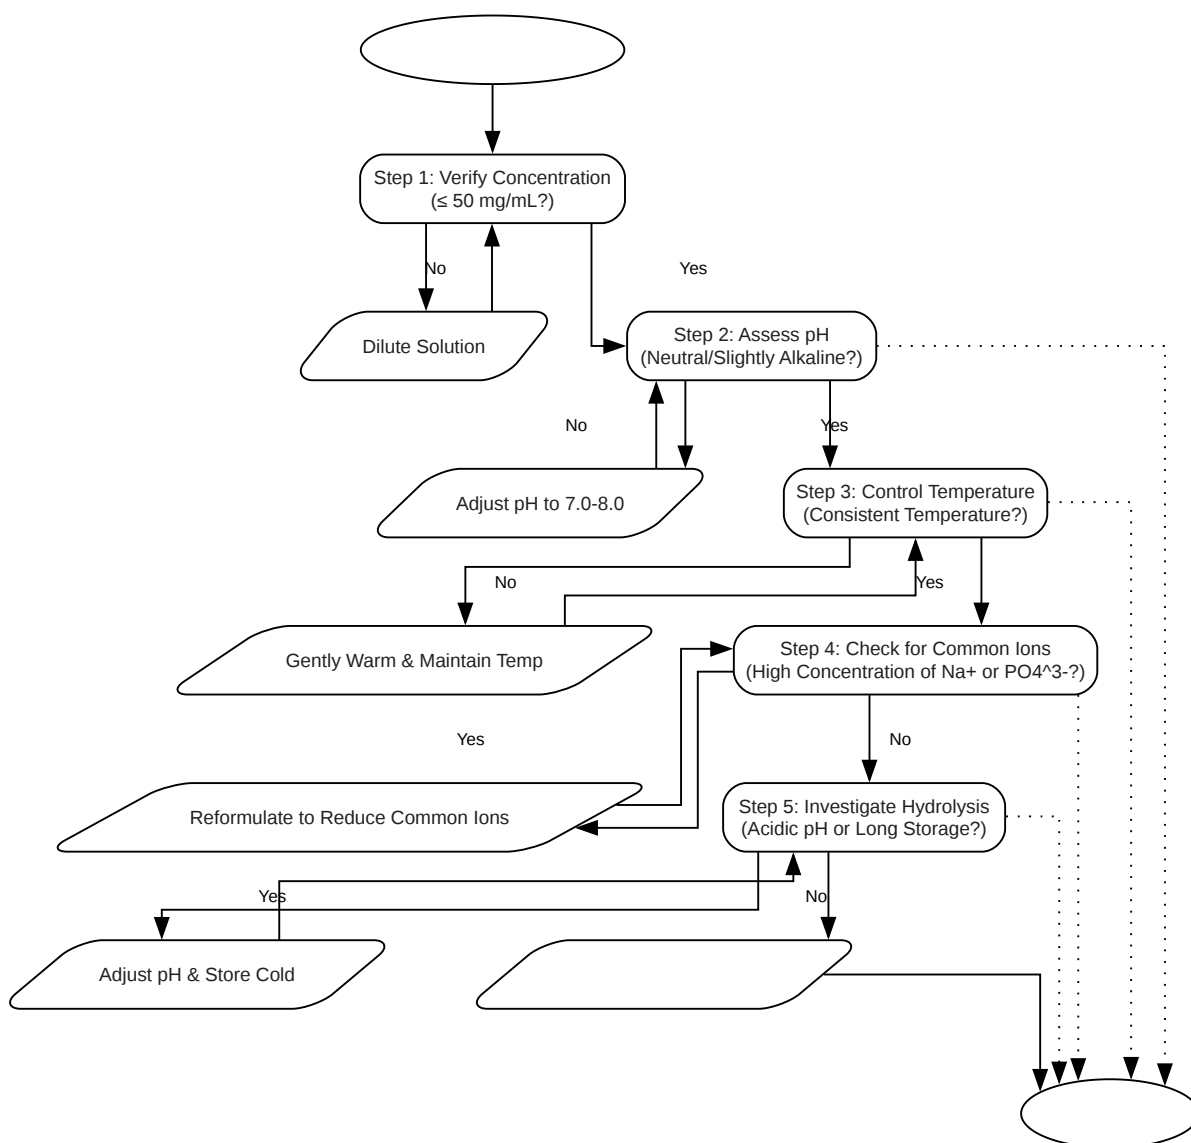 Step 1: Verify Concentration
(≤ 50 mg/mL?)
No
Yes
Dilute Solution
Step 2: Assess pH
(Neutral/Slightly Alkaline?)
No
Yes
Adjust pH to 7.0-8.0
Step 3: Control Temperature
(Consistent Temperature?)
No
Yes
Gently Warm & Maintain Temp
Step 4: Check for Common Ions
(High Concentration of Na+ or PO4^3-?)
Yes
No
Reformulate to Reduce Common Ions
Step 5: Investigate Hydrolysis
(Acidic pH or Long Storage?)
Yes
No
Adjust pH & Store Cold